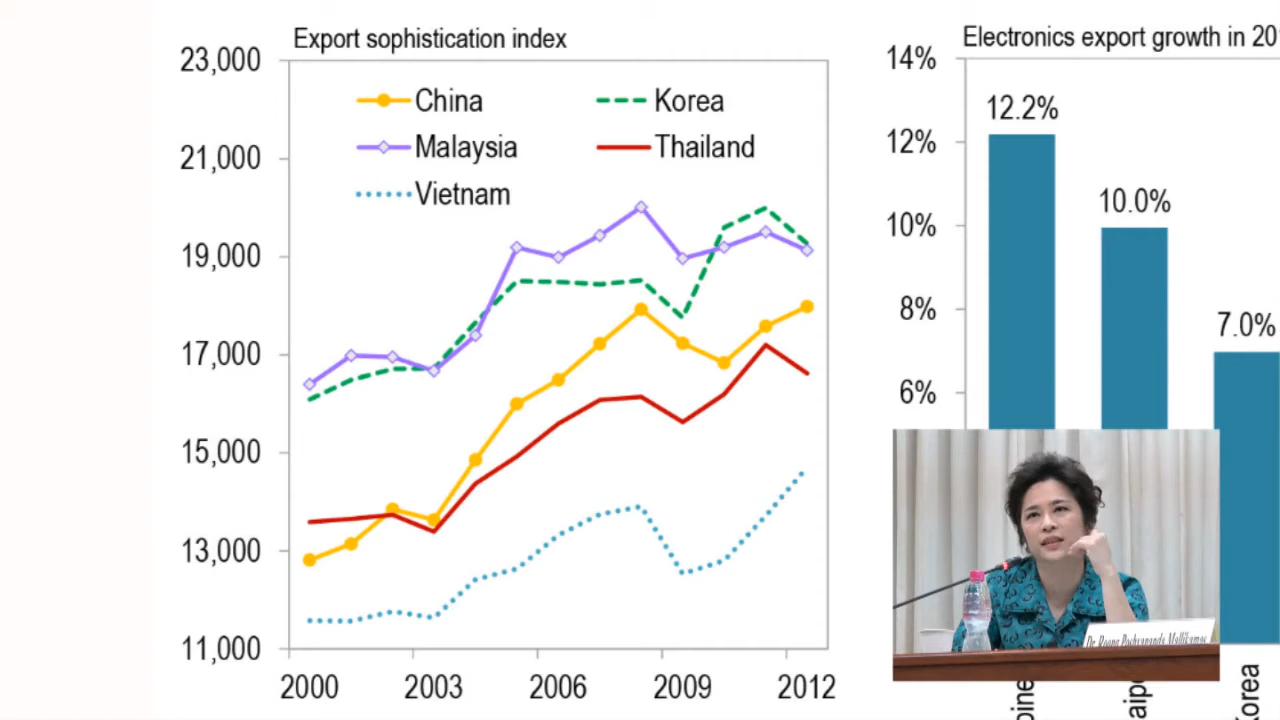 Export sophistication index
23,000
21,000
19,000
17,000
15,000
13,000
11,000
China
Korea
Malaysia
Thailand
Vietnam
2000
2003
2006
2009
2012
Electronics export growth in 20
14%
12%
10%
8%
6%
12.2%
10.0%
7.0%
Dr.